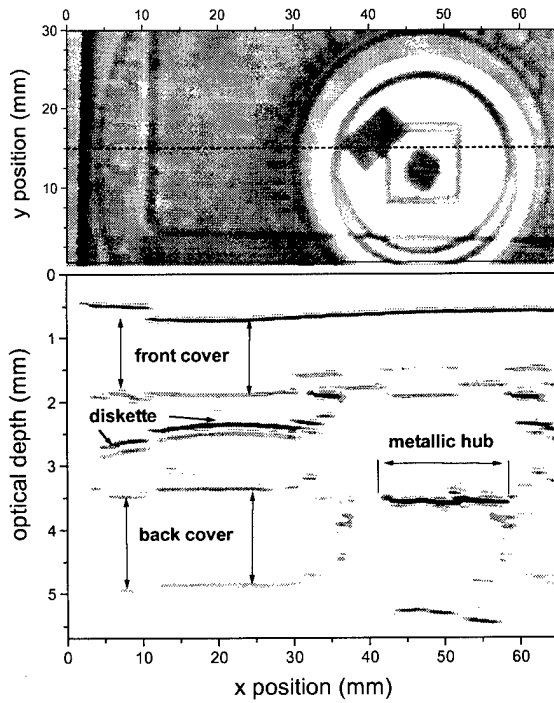 0 10 20 30 40 50 60
30
20
10
0
y position (mm)
0
1
2
3
4
5
optical depth (mm)
front cover
diskette
metallic hub
back cover
0 10 20 30 40 50 60
x position (mm)